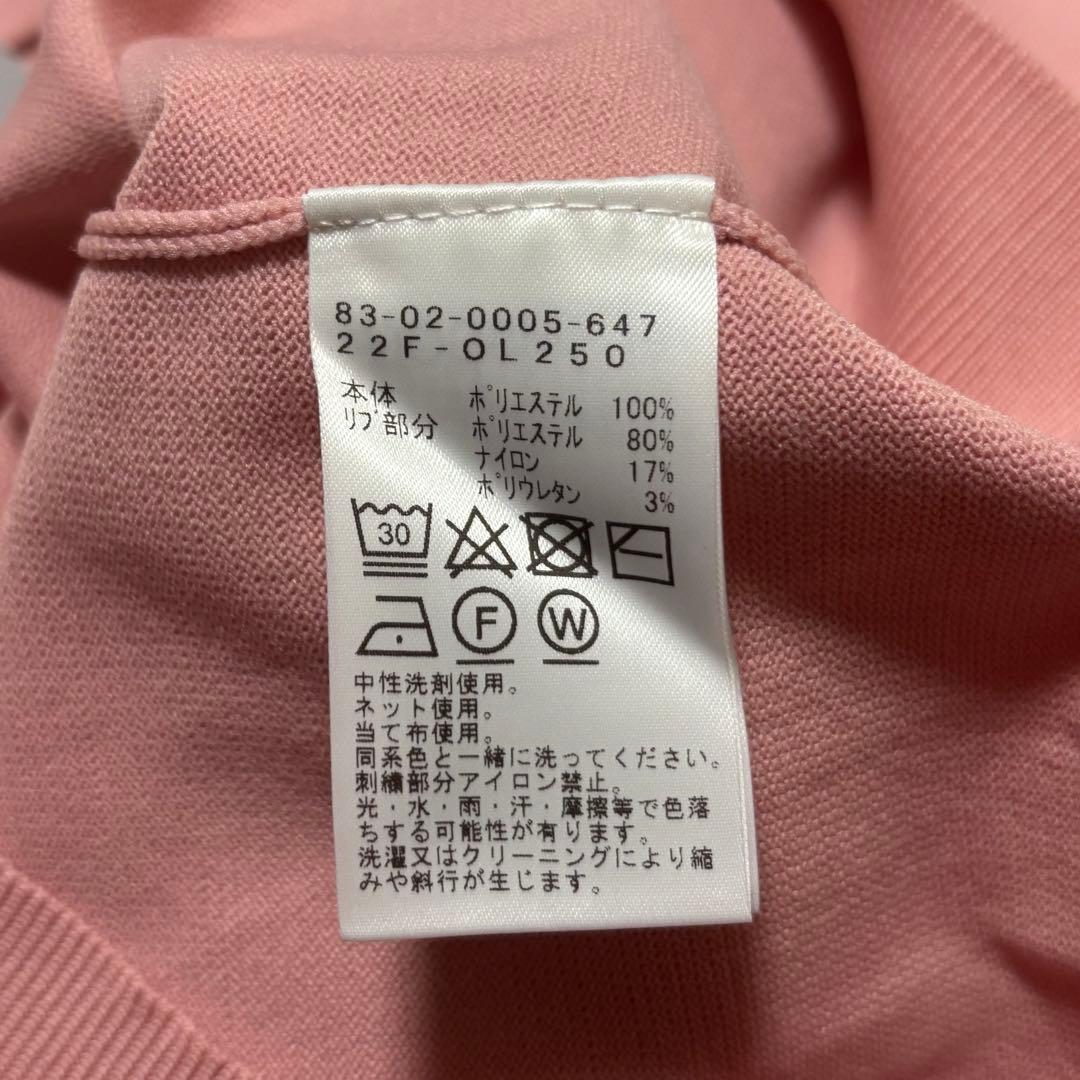 83-02-0005-647
22F-OL250
本体 ポリエステル 100%
リブ部分 ポリエステル 80%
ナイロン 17%
ポリウレタン 3%
30
F W
中性洗剤使用。
ネット使用。
当て布使用。
同系色と一緒に洗ってください。
刺繍部分アイロン禁止。
光・水・雨・汗・摩擦等で色落
ちする可能性が有ります。
洗濯又はクリーニングにより縮
みや斜行が生じます。